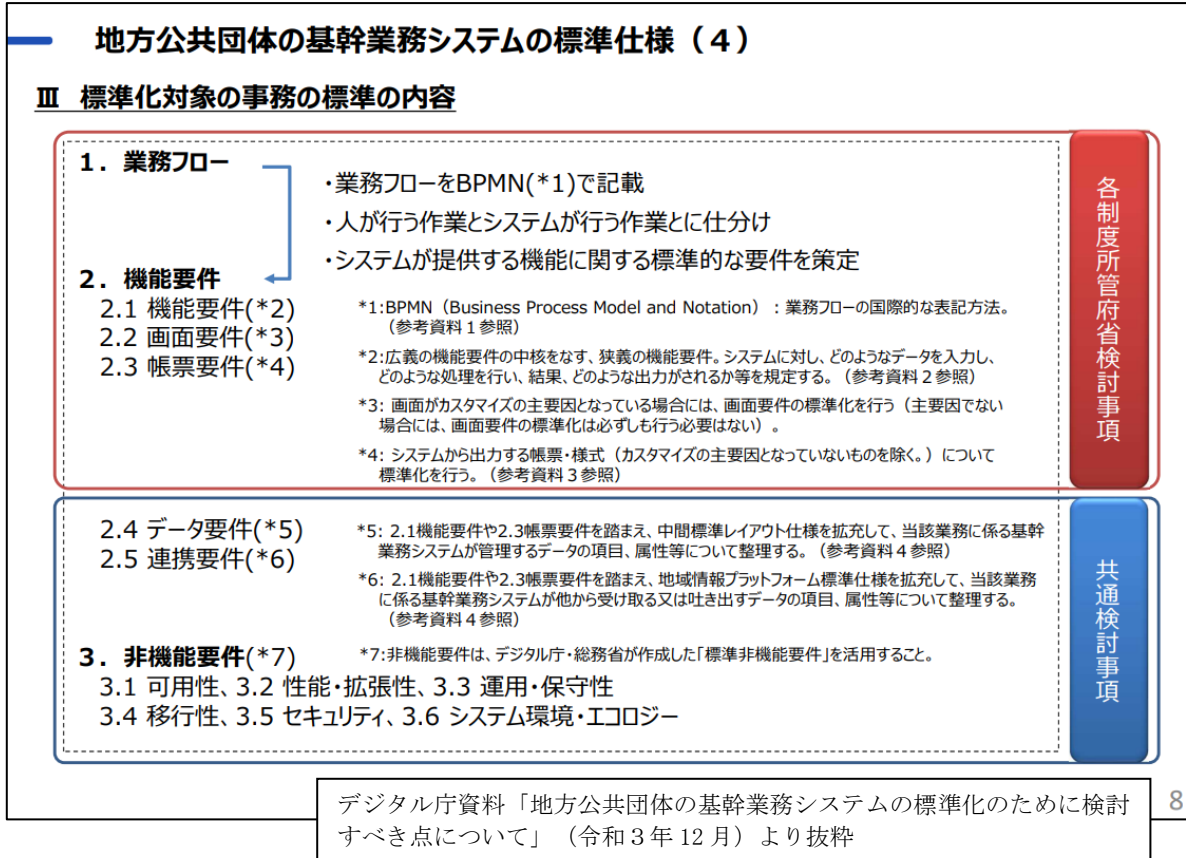 地方公共団体の基幹業務システムの標準仕様（４）
Ⅲ 標準化対象の事務の標準の内容
１．業務フロー
・業務フローをBPMN(*1)で記載
・人が行う作業とシステムが行う作業とに仕分け
・システムが提供する機能に関する標準的な要件を策定
２．機能要件
2.1 機能要件(*2)
2.2 画面要件(*3)
2.3 帳票要件(*4)
*1:BPMN（Business Process Model and Notation）：業務フローの国際的な表記方法。
（参考資料１参照）
*2:広義の機能要件の中核をなす、狭義の機能要件。システムに対し、どのようなデータを入力し、
どのような処理を行い、結果、どのような出力がされるか等を規定する。（参考資料２参照）
*3: 画面がカスタマイズの主要因となっている場合には、画面要件の標準化を行う（主要因でない
場合には、画面要件の標準化は必ずしも行う必要はない）。
*4: システムから出力する帳票・様式（カスタマイズの主要因となっていないものを除く。）について
標準化を行う。（参考資料３参照）
各制度所管府省検討事項
2.4 データ要件(*5)
2.5 連携要件(*6)
*5: 2.1機能要件や2.3帳票要件を踏まえ、中間標準レイアウト仕様を拡充して、当該業務に係る基幹
業務システムが管理するデータの項目、属性等について整理する。（参考資料４参照）
*6: 2.1機能要件や2.3帳票要件を踏まえ、地域情報プラットフォーム標準仕様を拡充して、当該業務
に係る基幹業務システムが他から受け取る又は吐き出すデータの項目、属性等について整理する。
（参考資料４参照）
３．非機能要件(*7)
*7:非機能要件は、デジタル庁・総務省が作成した「標準非機能要件」を活用すること。
3.1 可用性、3.2 性能・拡張性、3.3 運用・保守性
3.4 移行性、3.5 セキュリティ、3.6 システム環境・エコロジー
共通検討事項
デジタル庁資料「地方公共団体の基幹業務システムの標準化のために検討
すべき点について」（令和３年 12 月）より抜粋
8